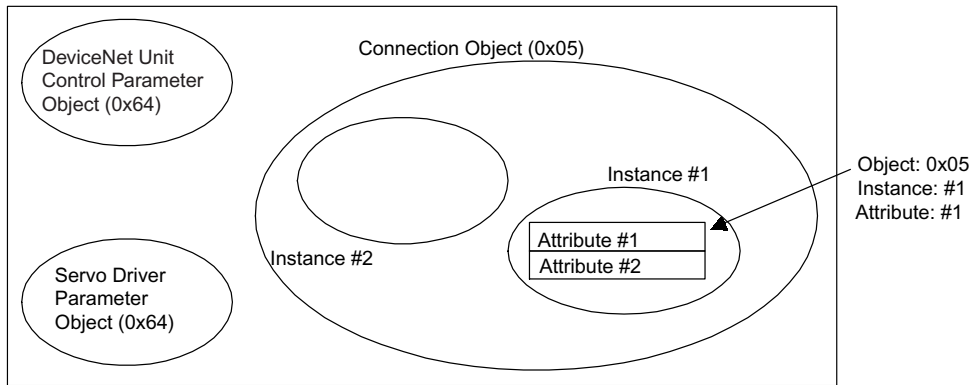 DeviceNet Unit
Control Parameter
Object (0x64)
Connection Object (0x05)
Instance #1
Object: 0x05
Instance: #1
Attribute: #1
Attribute #1
Attribute #2
Instance #2
Servo Driver
Parameter
Object (0x64)